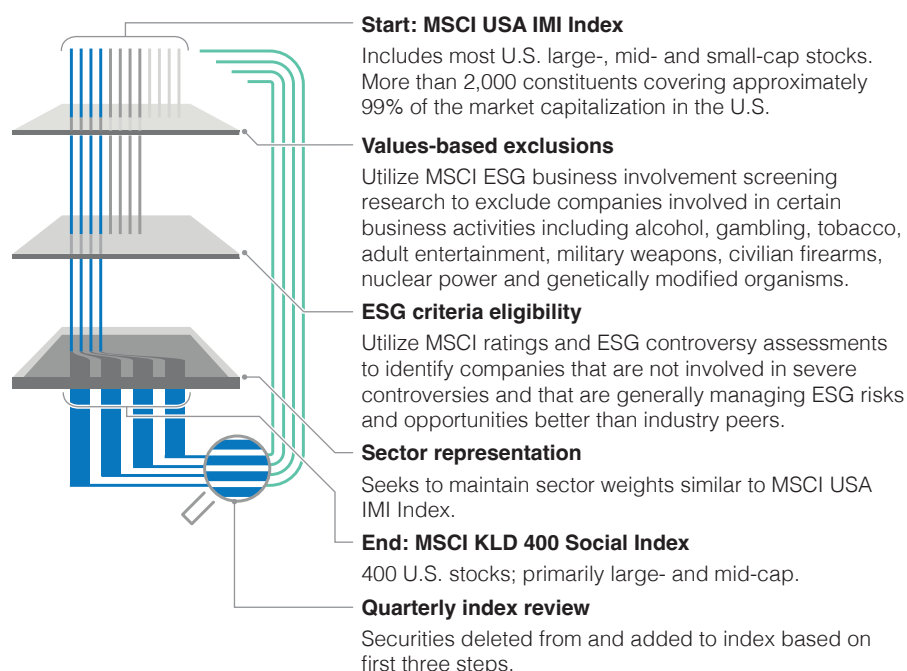 Start: MSCI USA IMI Index
Includes most U.S. large-, mid- and small-cap stocks.
More than 2,000 constituents covering approximately
99% of the market capitalization in the U.S.
Values-based exclusions
Utilize MSCI ESG business involvement screening
research to exclude companies involved in certain
business activities including alcohol, gambling, tobacco,
adult entertainment, military weapons, civilian firearms,
nuclear power and genetically modified organisms.
ESG criteria eligibility
Utilize MSCI ratings and ESG controversy assessments
to identify companies that are not involved in severe
controversies and that are generally managing ESG risks
and opportunities better than industry peers.
Sector representation
Seeks to maintain sector weights similar to MSCI USA
IMI Index.
End: MSCI KLD 400 Social Index
400 U.S. stocks; primarily large- and mid-cap.
Quarterly index review
Securities deleted from and added to index based on
first three steps.